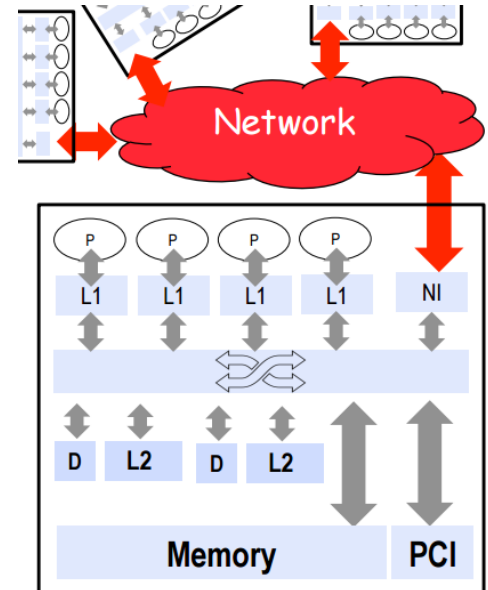 Network
P P P P
L1 L1 L1 L1 NI
D L2 D L2
Memory PCI